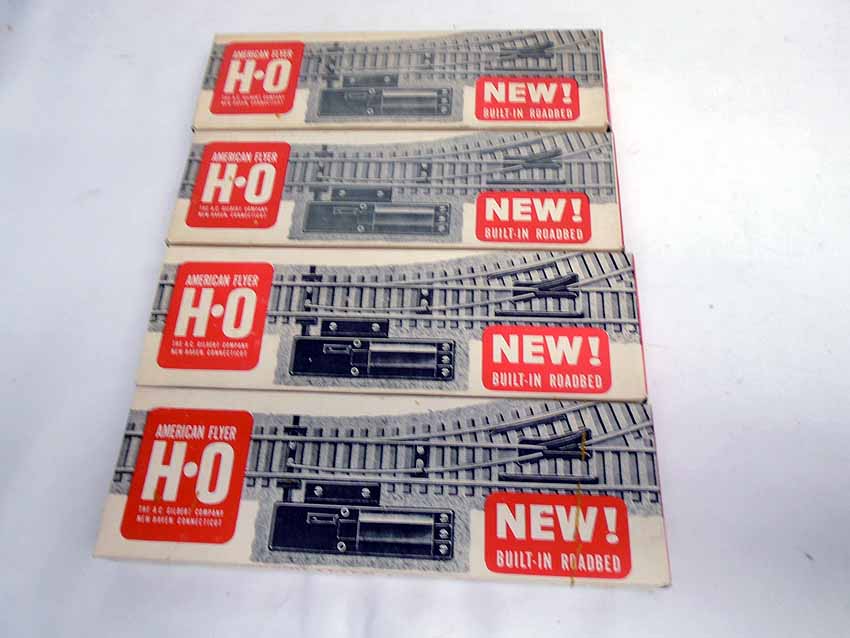 AMERICAN FLYER
H·O
THE A.C. GILBERT COMPANY
NEW HAVEN, CONNECTICUT
NEW!
BUILT-IN ROADBED
AMERICAN FLYER
H·O
THE A.C. GILBERT COMPANY
NEW HAVEN, CONNECTICUT
NEW!
BUILT-IN ROADBED
AMERICAN FLYER
H·O
THE A.C. GILBERT COMPANY
NEW HAVEN, CONNECTICUT
NEW!
BUILT-IN ROADBED
AMERICAN FLYER
H·O
THE A.C. GILBERT COMPANY
NEW HAVEN, CONNECTICUT
NEW!
BUILT-IN ROADBED